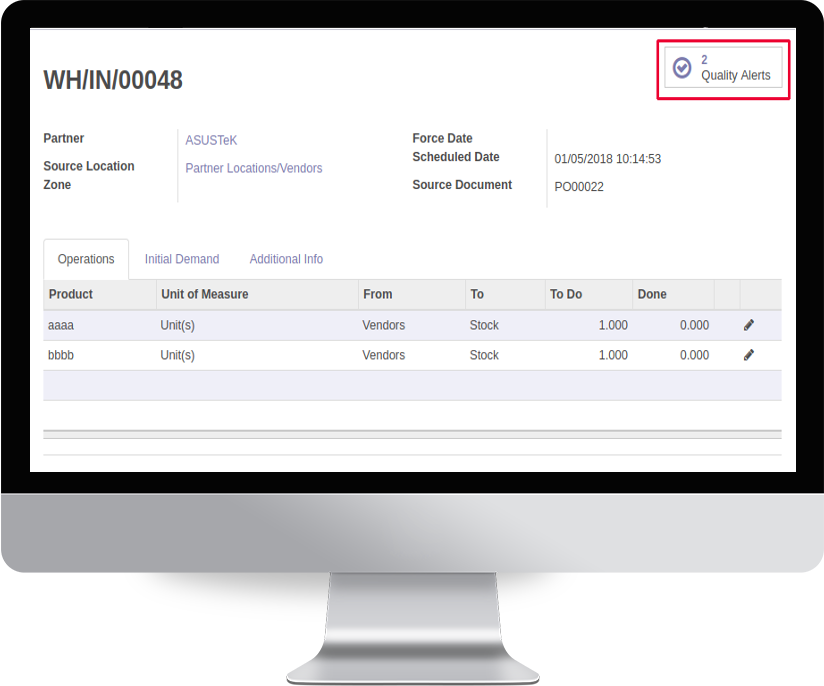 2
Quality Alerts
WH/IN/00048
Partner ASUSTeK
Source Location Partner Locations/Vendors
Zone
Force Date
Scheduled Date 01/05/2018 10:14:53
Source Document PO00022
Operations Initial Demand Additional Info
Product Unit of Measure From To To Do Done
aaaa Unit(s) Vendors Stock 1.000 0.000
bbbb Unit(s) Vendors Stock 1.000 0.000